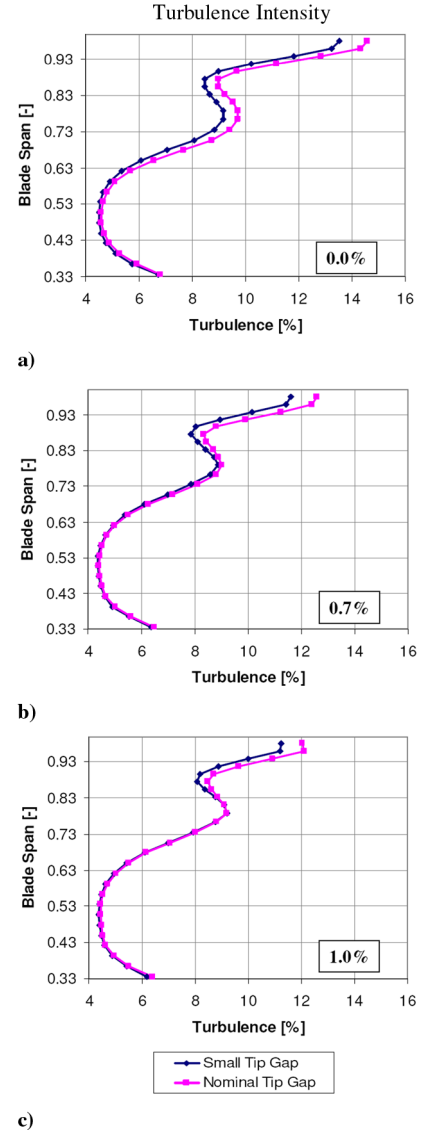 Turbulence Intensity
0.93
0.83
0.73
0.63
0.53
0.43
0.33
Blade Span [-]
0.0%
4 6 8 10 12 14 16
Turbulence [%]
a)
0.93
0.83
0.73
0.63
0.53
0.43
0.33
Blade Span [-]
0.7%
4 6 8 10 12 14 16
Turbulence [%]
b)
0.93
0.83
0.73
0.63
0.53
0.43
0.33
Blade Span [-]
1.0%
4 6 8 10 12 14 16
Turbulence [%]
Small Tip Gap
Nominal Tip Gap
c)